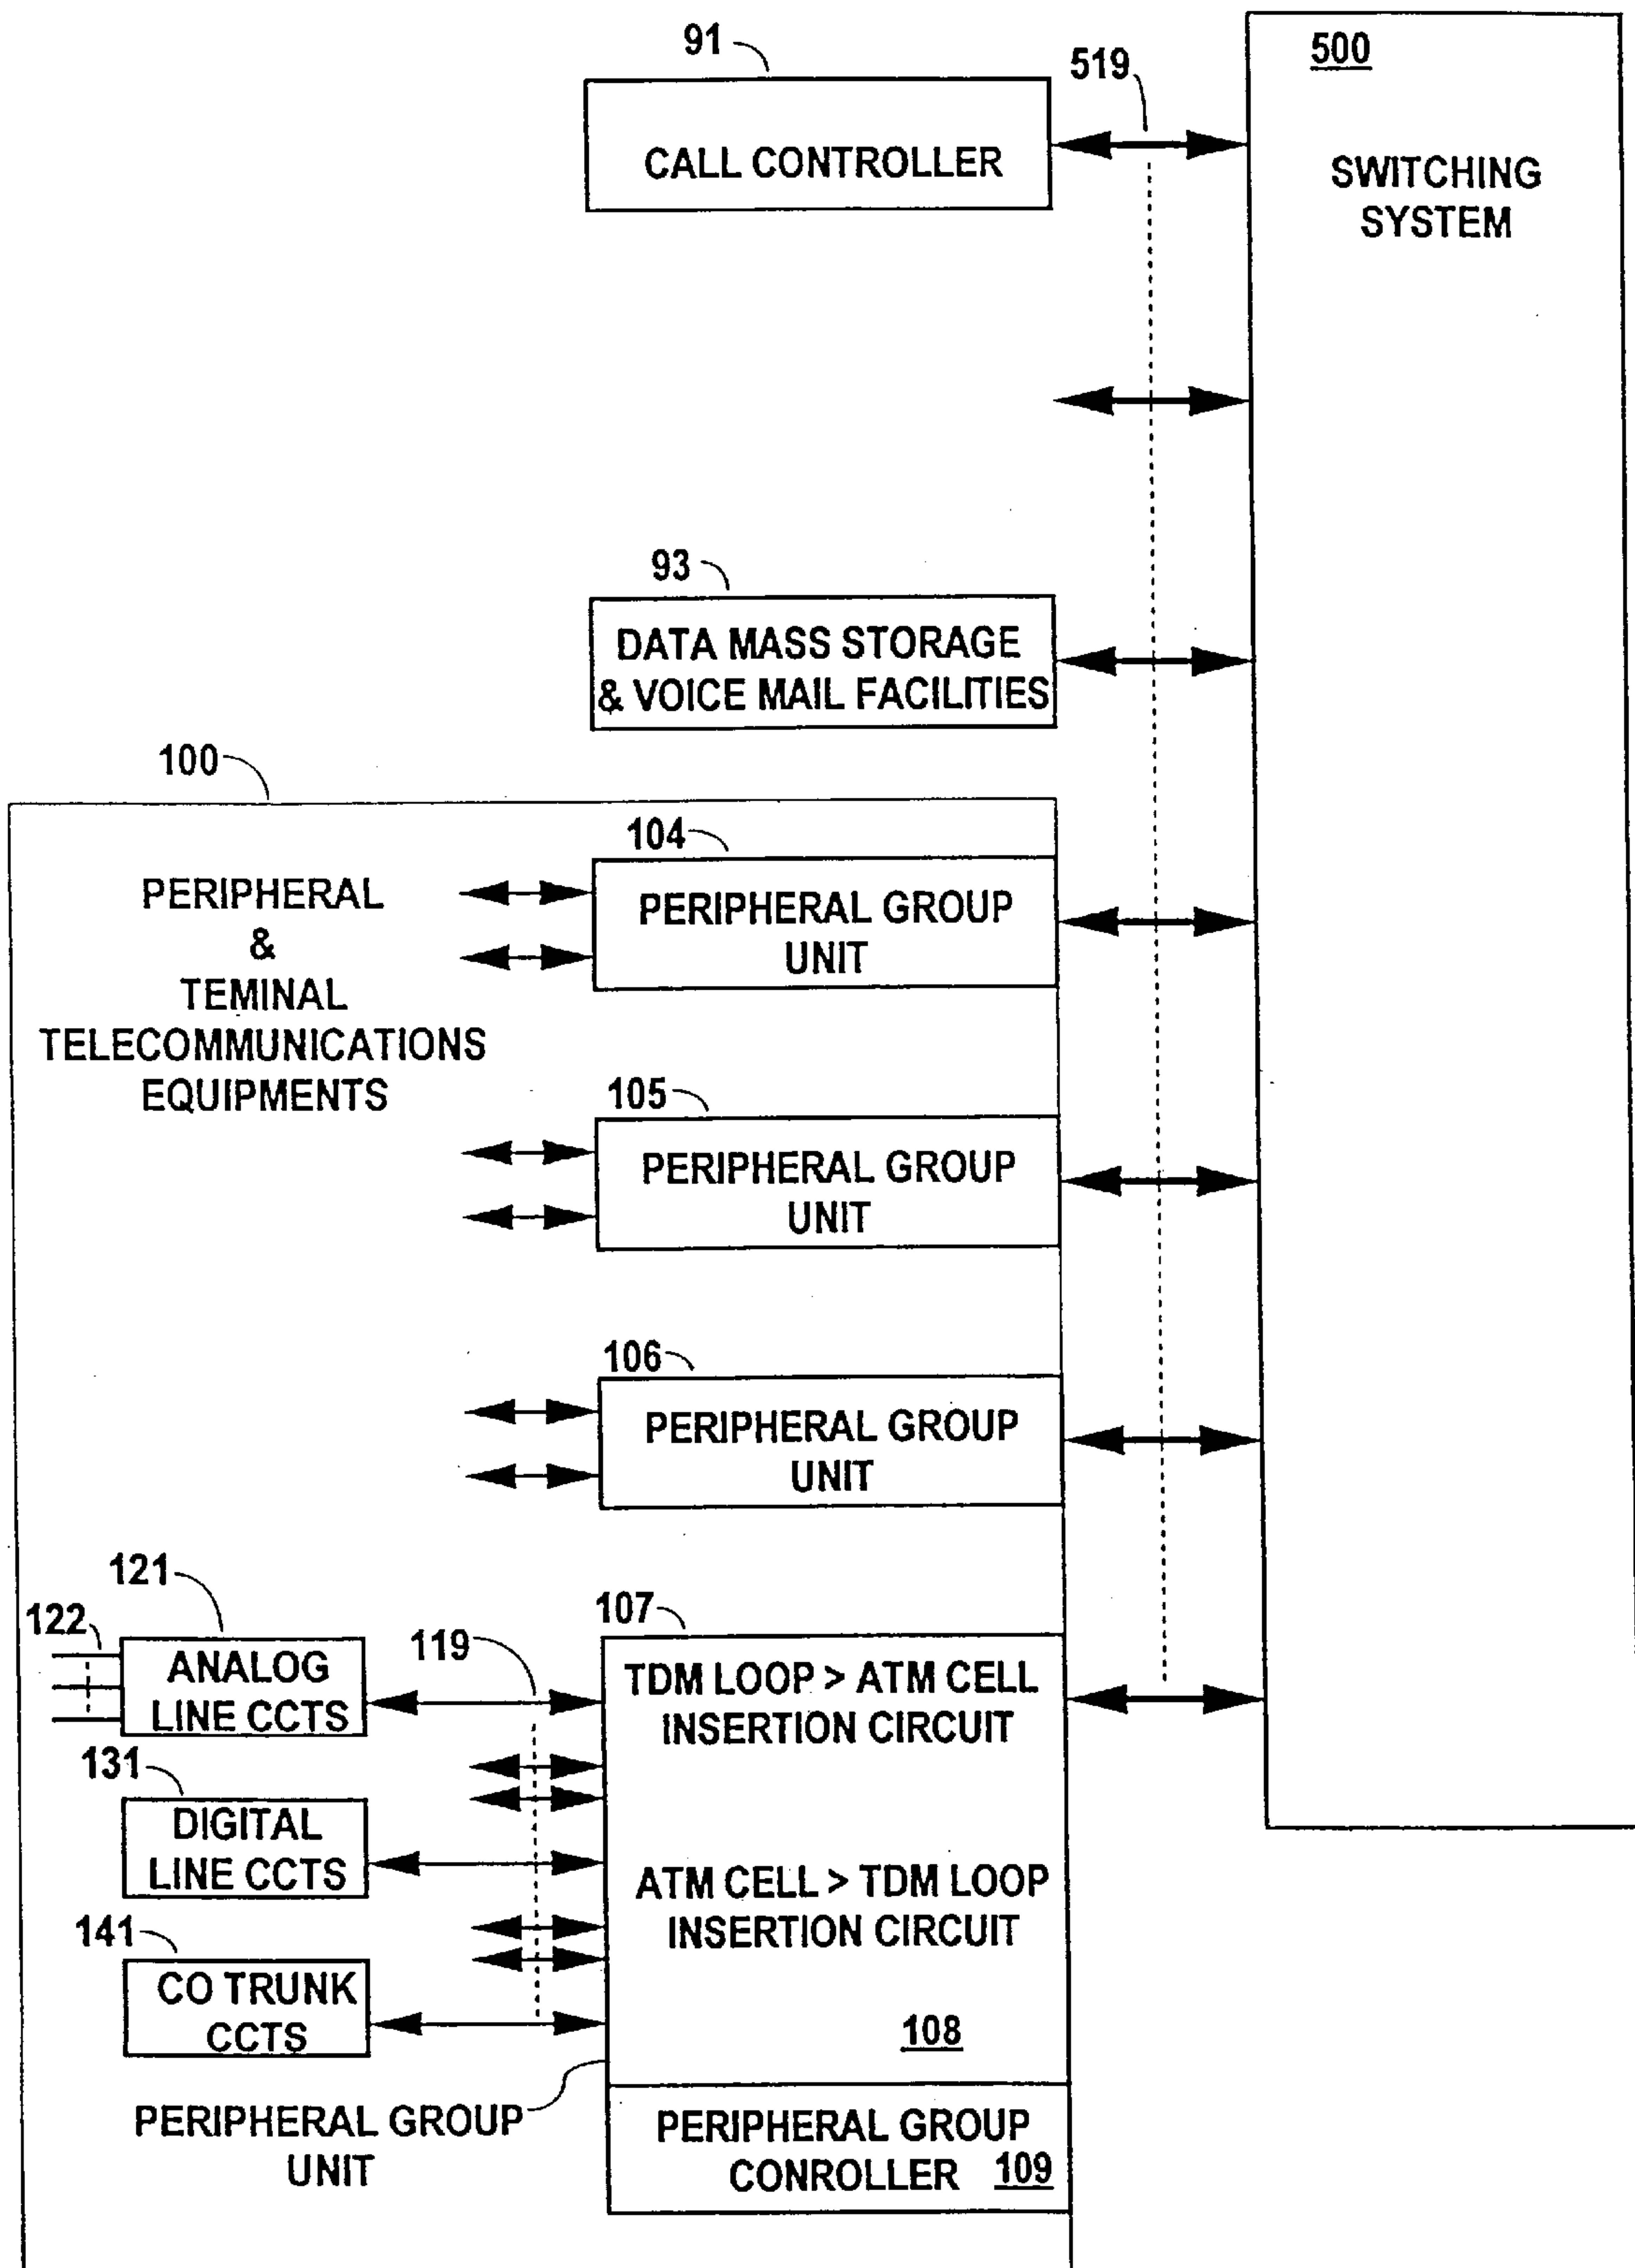 91
519
500
CALL CONTROLLER
SWITCHING
SYSTEM
93
DATA MASS STORAGE
& VOICE MAIL FACILITIES
100
104
PERIPHERAL
&
TEMINAL
TELECOMMUNICATIONS
EQUIPMENTS
PERIPHERAL GROUP
UNIT
105
PERIPHERAL GROUP
UNIT
106
PERIPHERAL GROUP
UNIT
121
122
ANALOG
LINE CCTS
119
107
TDM LOOP > ATM CELL
INSERTION CIRCUIT
131
DIGITAL
LINE CCTS
ATM CELL > TDM LOOP
INSERTION CIRCUIT
141
CO TRUNK
CCTS
108
PERIPHERAL GROUP
UNIT
PERIPHERAL GROUP
CONROLLER 109